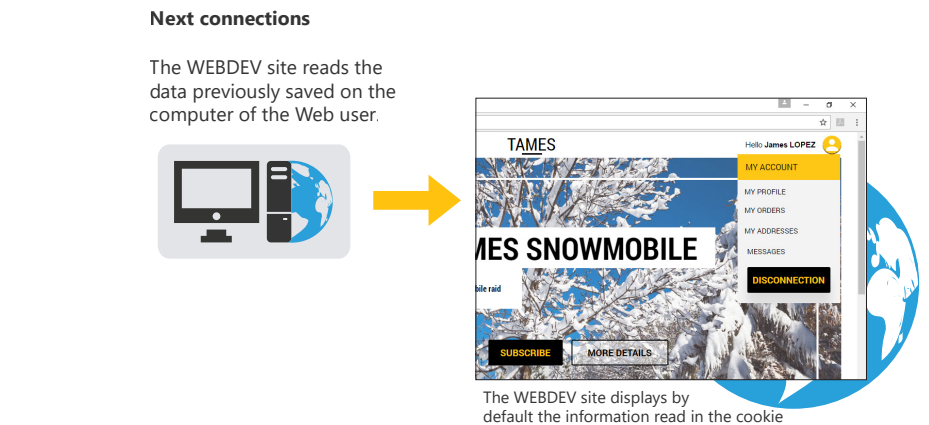 Next connections
The WEBDEV site reads the
data previously saved on the
computer of the Web user.
TAMES
Hello James LOPEZ
MY ACCOUNT
MY PROFILE
MY ORDERS
MY ADDRESSES
MESSAGES
DISCONNECTION
MES SNOWMOBILE
bile raid
SUBSCRIBE
MORE DETAILS
The WEBDEV site displays by
default the information read in the cookie